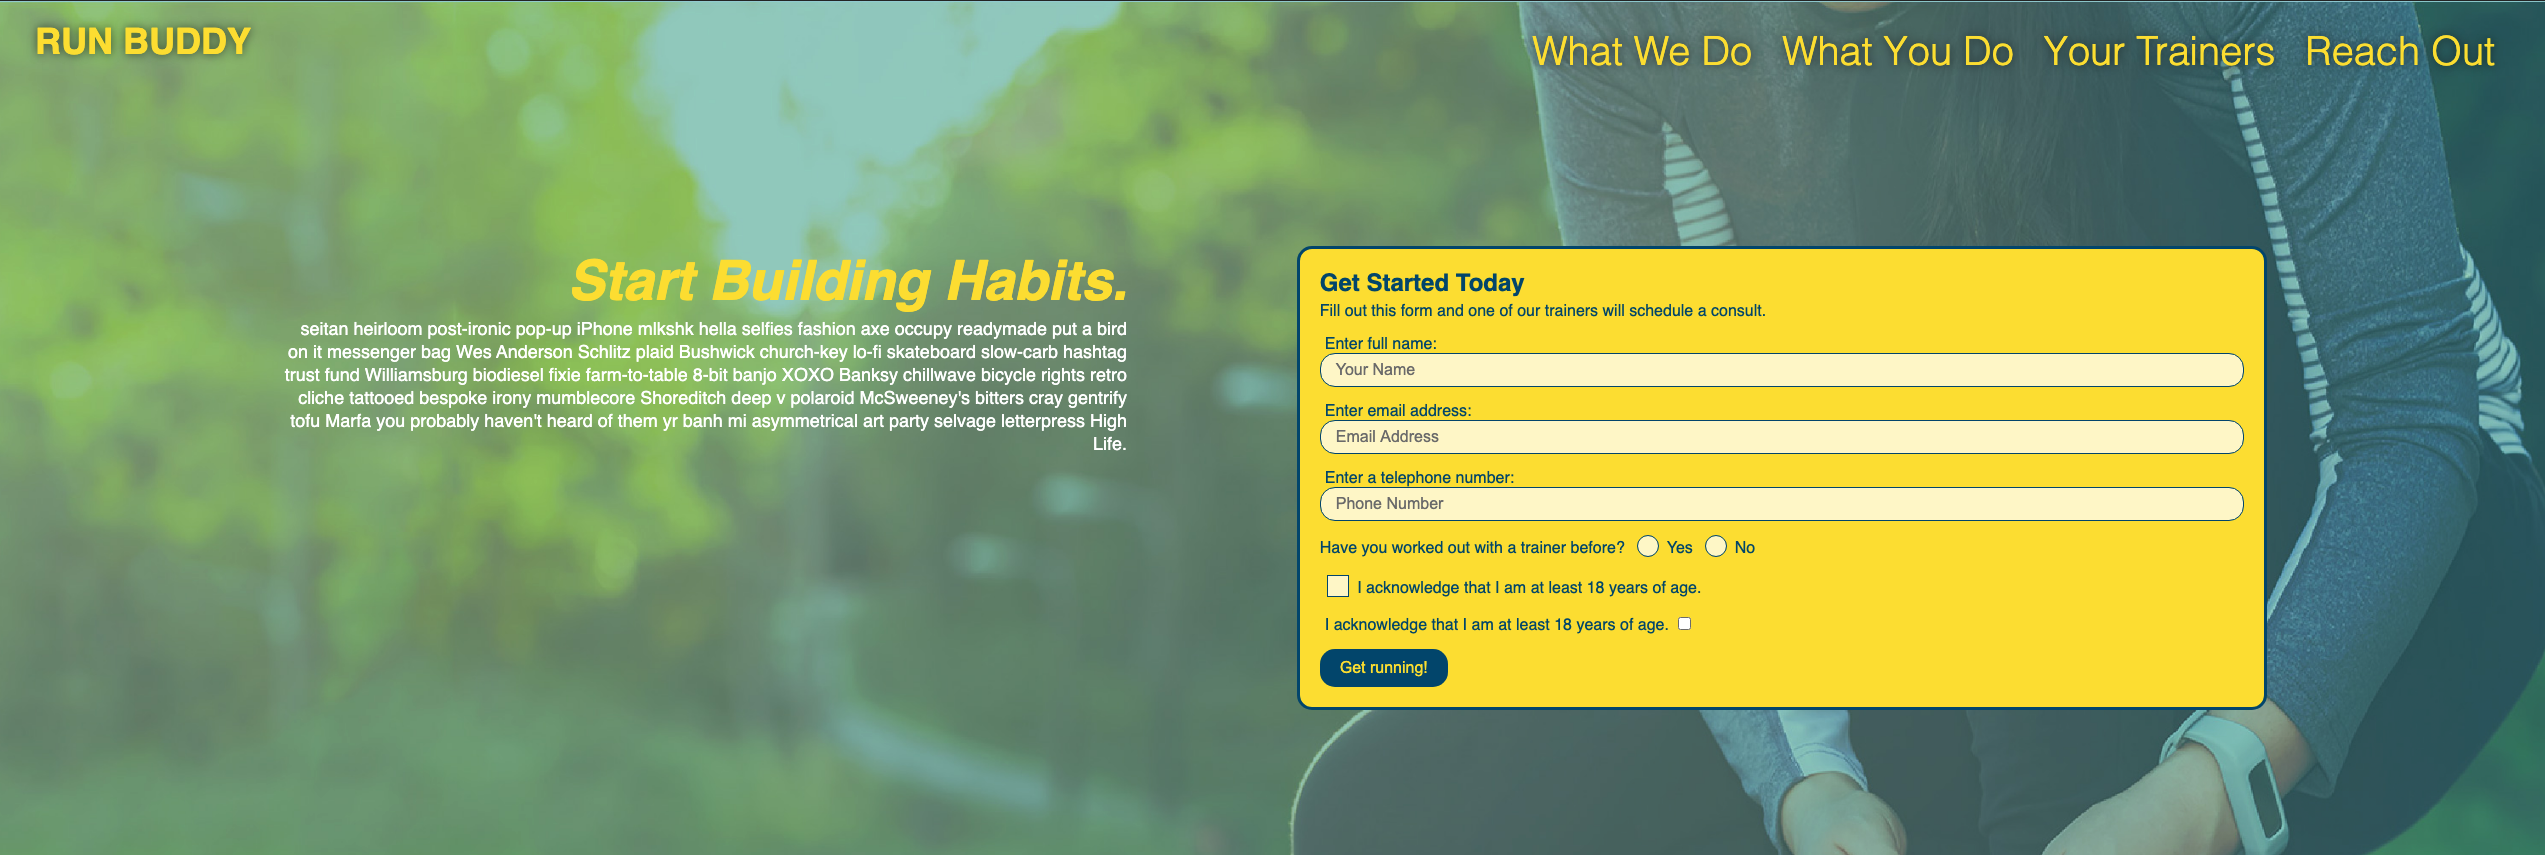 RUN BUDDY
What We Do What You Do Your Trainers Reach Out
Start Building Habits.
seitan heirloom post-ironic pop-up iPhone mlkshk hella selfies fashion axe occupy readymade put a bird
on it messenger bag Wes Anderson Schlitz plaid Bushwick church-key lo-fi skateboard slow-carb hashtag
trust fund Williamsburg biodiesel fixie farm-to-table 8-bit banjo XOXO Banksy chillwave bicycle rights retro
cliche tattooed bespoke irony mumblecore Shoreditch deep v polaroid McSweeney's bitters cray gentrify
tofu Marfa you probably haven't heard of them yr banh mi asymmetrical art party selvage letterpress High
Life.
Get Started Today
Fill out this form and one of our trainers will schedule a consult.
Enter full name:
Your Name
Enter email address:
Email Address
Enter a telephone number:
Phone Number
Have you worked out with a trainer before? Yes No
I acknowledge that I am at least 18 years of age.
I acknowledge that I am at least 18 years of age.
Get running!